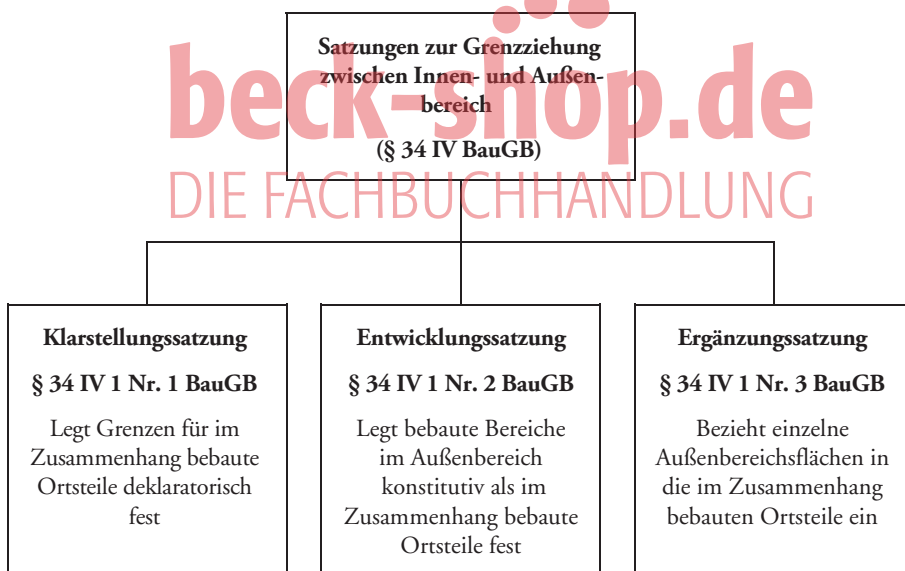 Satzungen zur Grenzziehung
zwischen Innen- und Außen-
bereich
(§ 34 IV BauGB)
beck-shop.de
DIE FACHBUCHHANDLUNG
Klarstellungssatzung
§ 34 IV 1 Nr. 1 BauGB
Legt Grenzen für im
Zusammenhang bebaute
Ortsteile deklaratorisch
fest
Entwicklungssatzung
§ 34 IV 1 Nr. 2 BauGB
Legt bebaute Bereiche
im Außenbereich
konstitutiv als im
Zusammenhang bebaute
Ortsteile fest
Ergänzungssatzung
§ 34 IV 1 Nr. 3 BauGB
Bezieht einzelne
Außenbereichsflächen in
die im Zusammenhang
bebauten Ortsteile ein